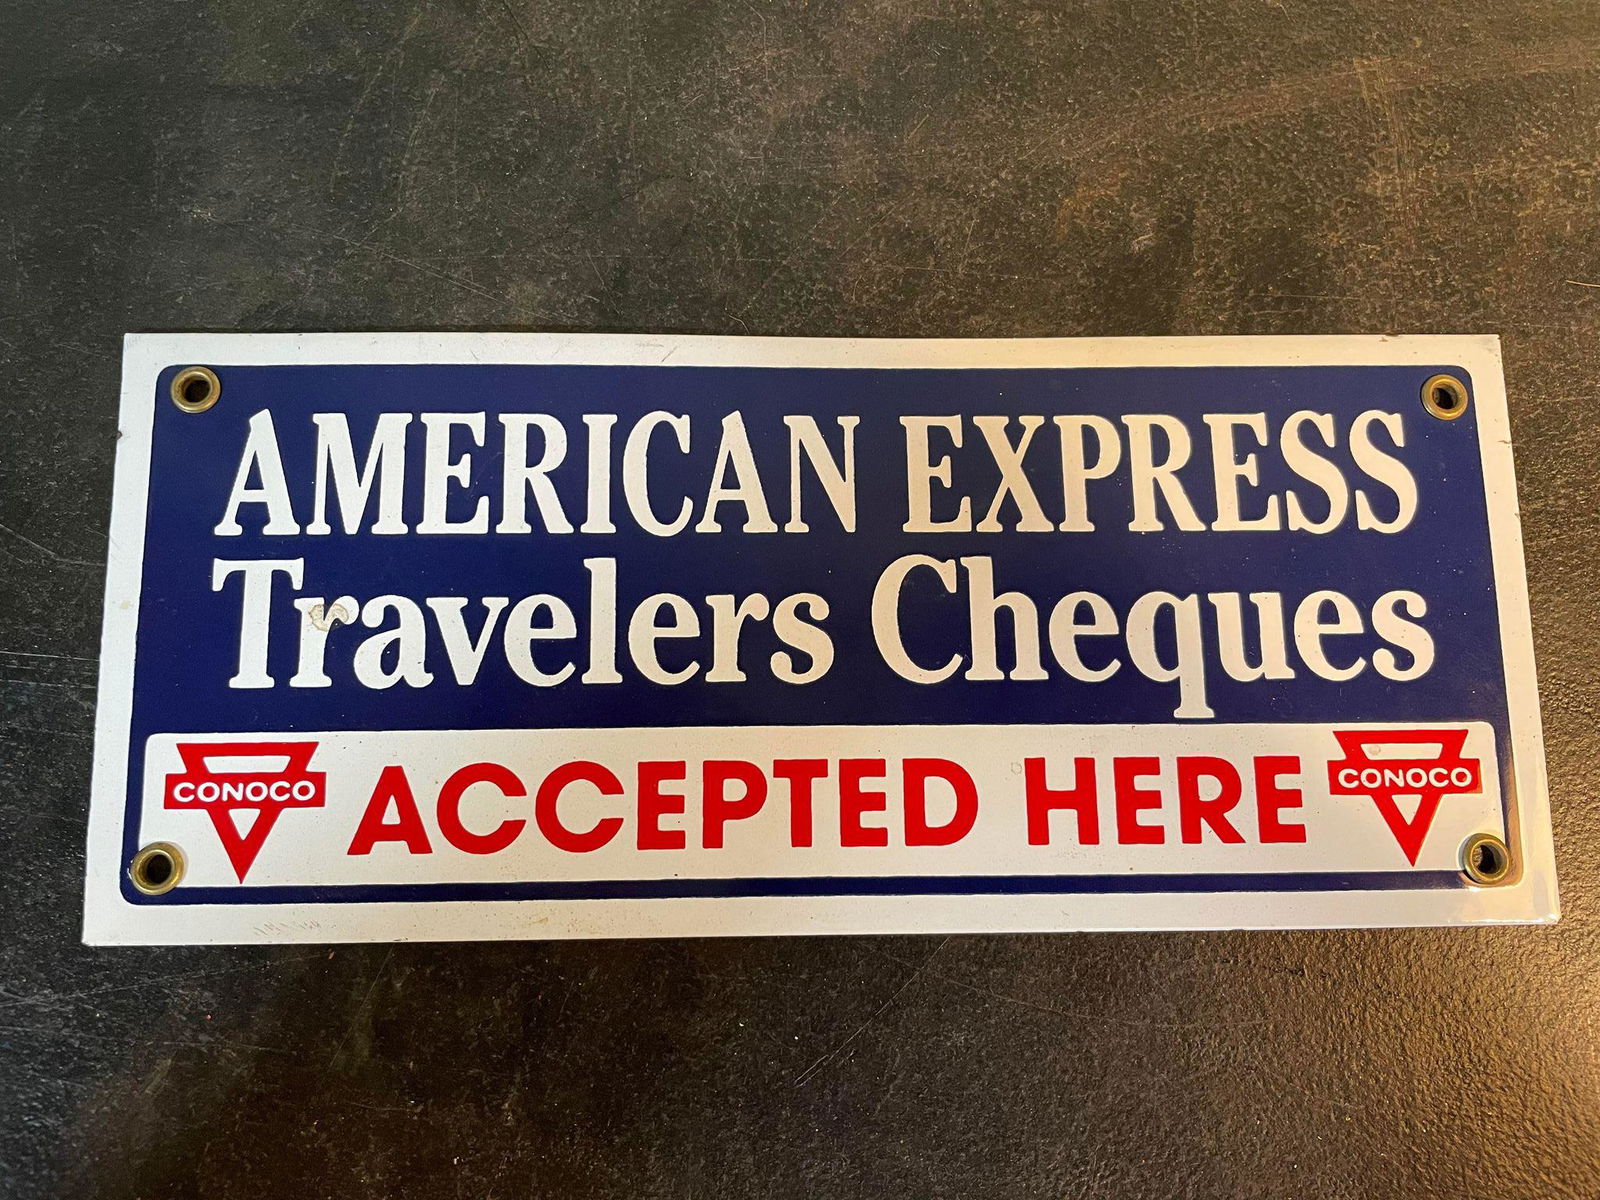 AMERICAN EXPRESS
Travelers Cheques
CONOCO ACCEPTED HERE CONOCO